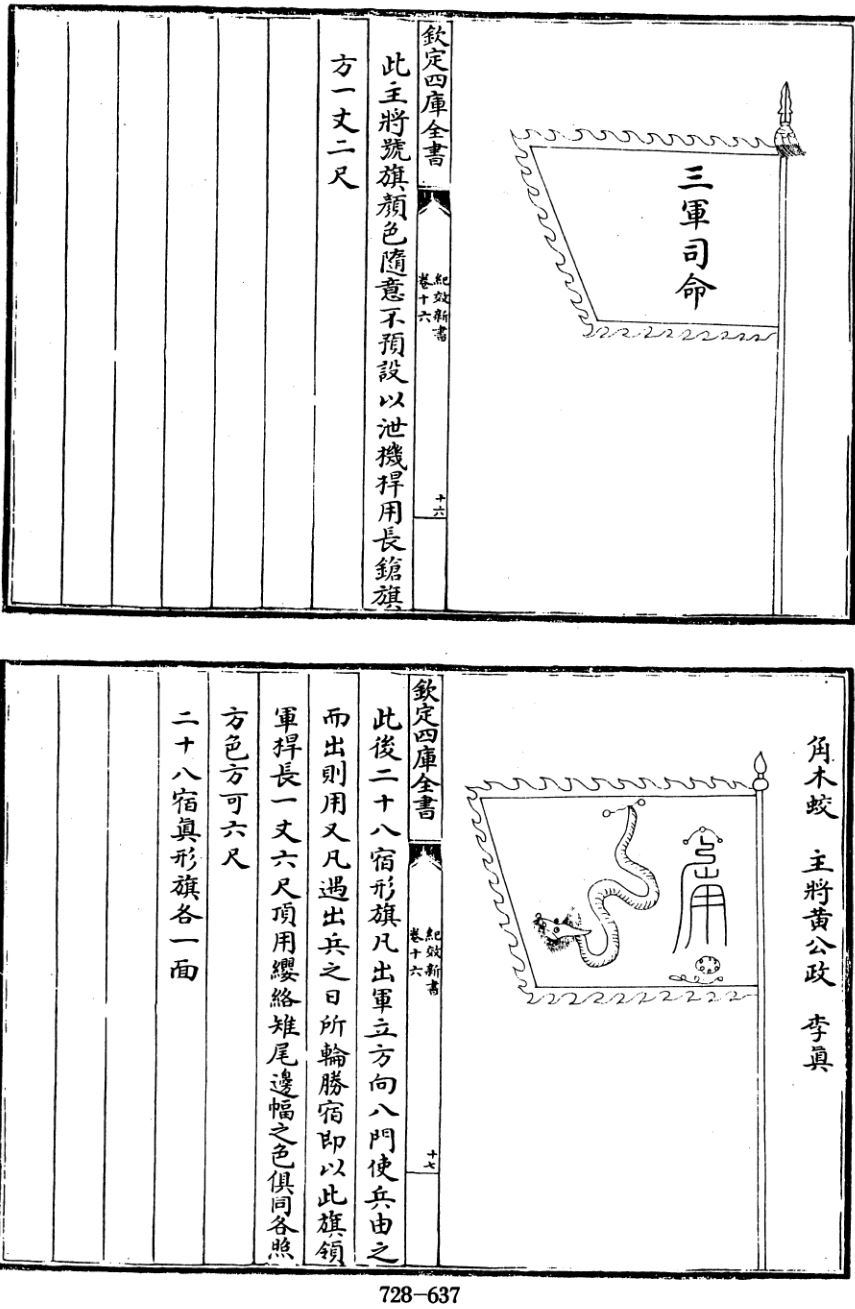 三軍司命
欽定四庫全書
紀效新書
卷十六
十六
此主將號旗顏色隨意不預設以泄機捍用長鎗旗
方一丈二尺
角木蛟 主將黃公政 李眞
欽定四庫全書
紀效新書
卷十六
十七
此後二十八宿形旗凡出軍立方向八門使兵由之
而出則用又凡遇出兵之日所輪勝宿即以此旗領
軍捍長一丈六尺頂用纓絡雉尾邊幅之色俱同各照
方色方可六尺
二十八宿眞形旗各一面
728-637